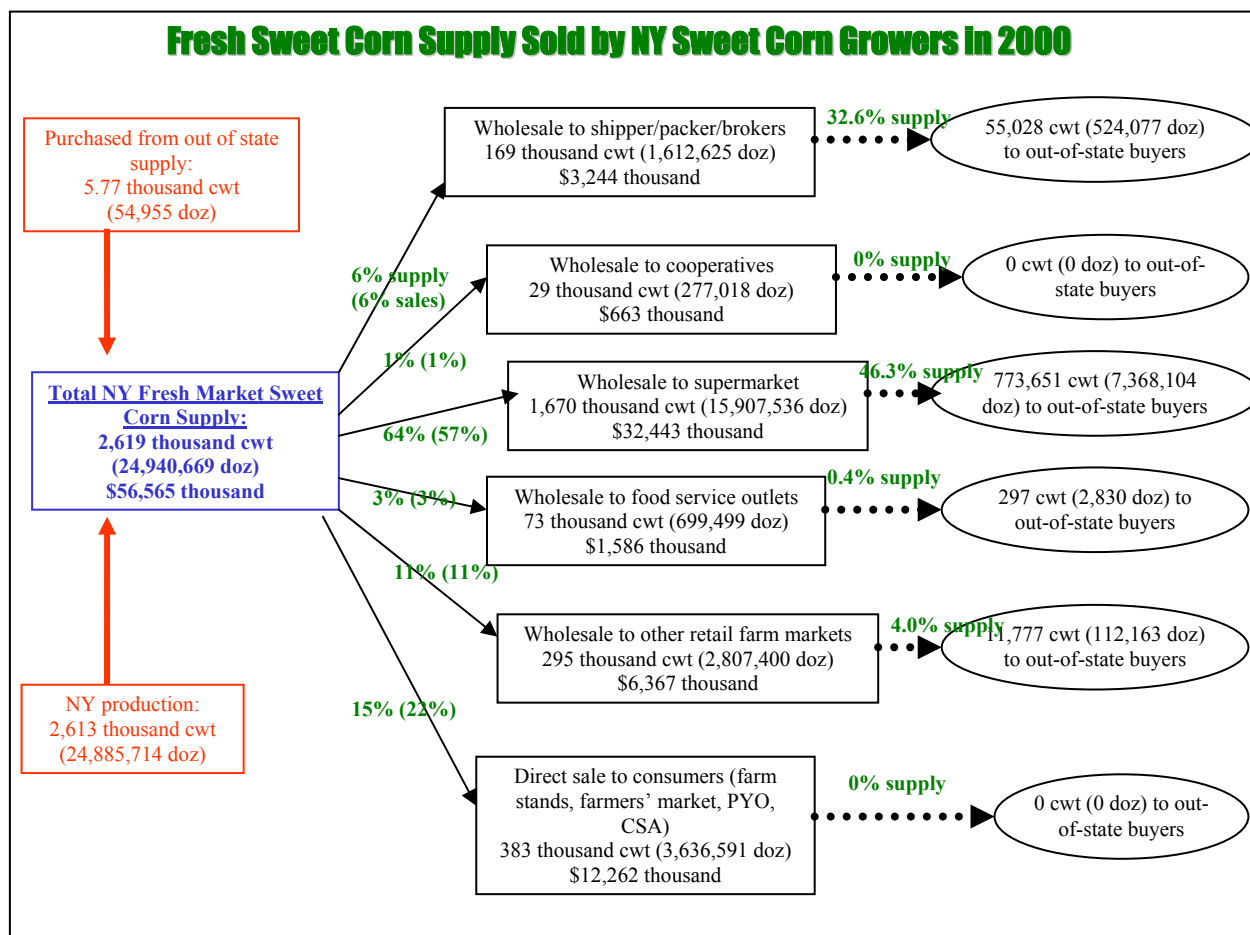 Fresh Sweet Corn Supply Sold by NY Sweet Corn Growers in 2000
Purchased from out of state
supply:
5.77 thousand cwt
(54,955 doz)
Total NY Fresh Market Sweet
Corn Supply:
2,619 thousand cwt
(24,940,669 doz)
$56,565 thousand
NY production:
2,613 thousand cwt
(24,885,714 doz)
6% supply
(6% sales)
Wholesale to shipper/packer/brokers
169 thousand cwt (1,612,625 doz)
$3,244 thousand
32.6% supply
55,028 cwt (524,077 doz)
to out-of-state buyers
1% (1%)
Wholesale to cooperatives
29 thousand cwt (277,018 doz)
$663 thousand
0% supply
0 cwt (0 doz) to out-of-
state buyers
64% (57%)
Wholesale to supermarket
1,670 thousand cwt (15,907,536 doz)
$32,443 thousand
46.3% supply
773,651 cwt (7,368,104
doz) to out-of-state buyers
3% (3%)
Wholesale to food service outlets
73 thousand cwt (699,499 doz)
$1,586 thousand
0.4% supply
297 cwt (2,830 doz) to
out-of-state buyers
11% (11%)
Wholesale to other retail farm markets
295 thousand cwt (2,807,400 doz)
$6,367 thousand
4.0% supply
11,777 cwt (112,163 doz)
to out-of-state buyers
15% (22%)
Direct sale to consumers (farm
stands, farmers’ market, PYO,
CSA)
383 thousand cwt (3,636,591 doz)
$12,262 thousand
0% supply
0 cwt (0 doz) to out-
of-state buyers